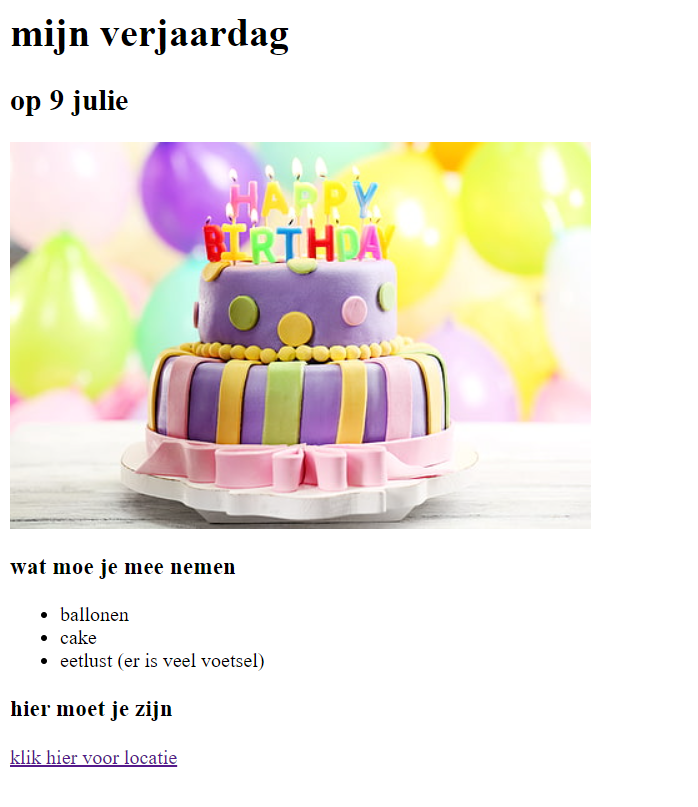 mijn verjaardag
op 9 julie
HAPPY
BIRTHDAY
wat moe je mee nemen
ballonen
cake
eetlust (er is veel voetsel)
hier moet je zijn
klik hier voor locatie